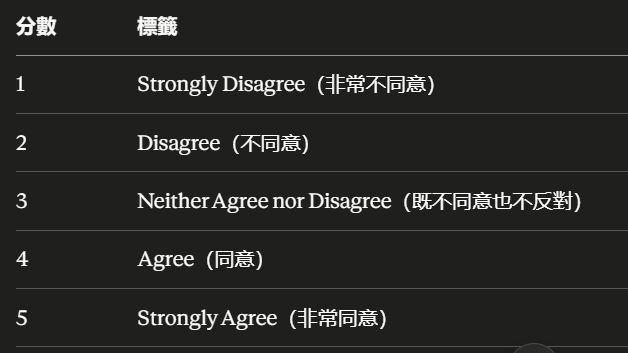 分數 標籤
1 Strongly Disagree（非常不同意）
2 Disagree（不同意）
3 Neither Agree nor Disagree（既不同意也不反對）
4 Agree（同意）
5 Strongly Agree（非常同意）